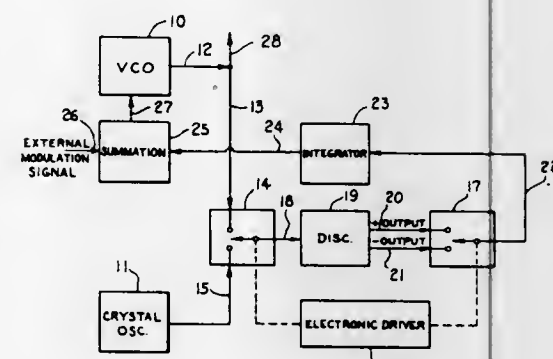 10
12
28
VCO
13
23
27
26
25
24
EXTERNAL
MODULATION
SIGNAL
SUMMATION
INTEGRATOR
14
18
19
20
17
+OUTPUT
DISC.
-OUTPUT
21
11
15
CRYSTAL
OSC.
ELECTRONIC DRIVER